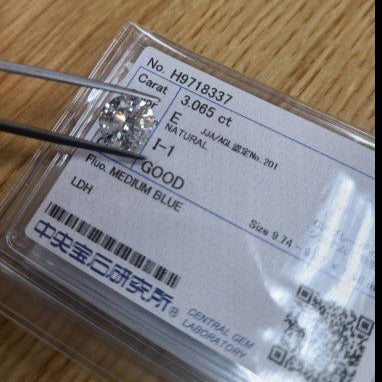 No. H9718337
Carat 3.065 ct
E JJA/AGL認定No.201
NATURAL
I-1
GOOD
Fluo. MEDIUM BLUE
LDH
Size 9.74 -
中央宝石研究所®
CENTRAL GEM
LABORATORY